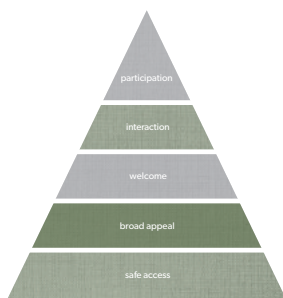 participation
interaction
welcome
broad appeal
safe access